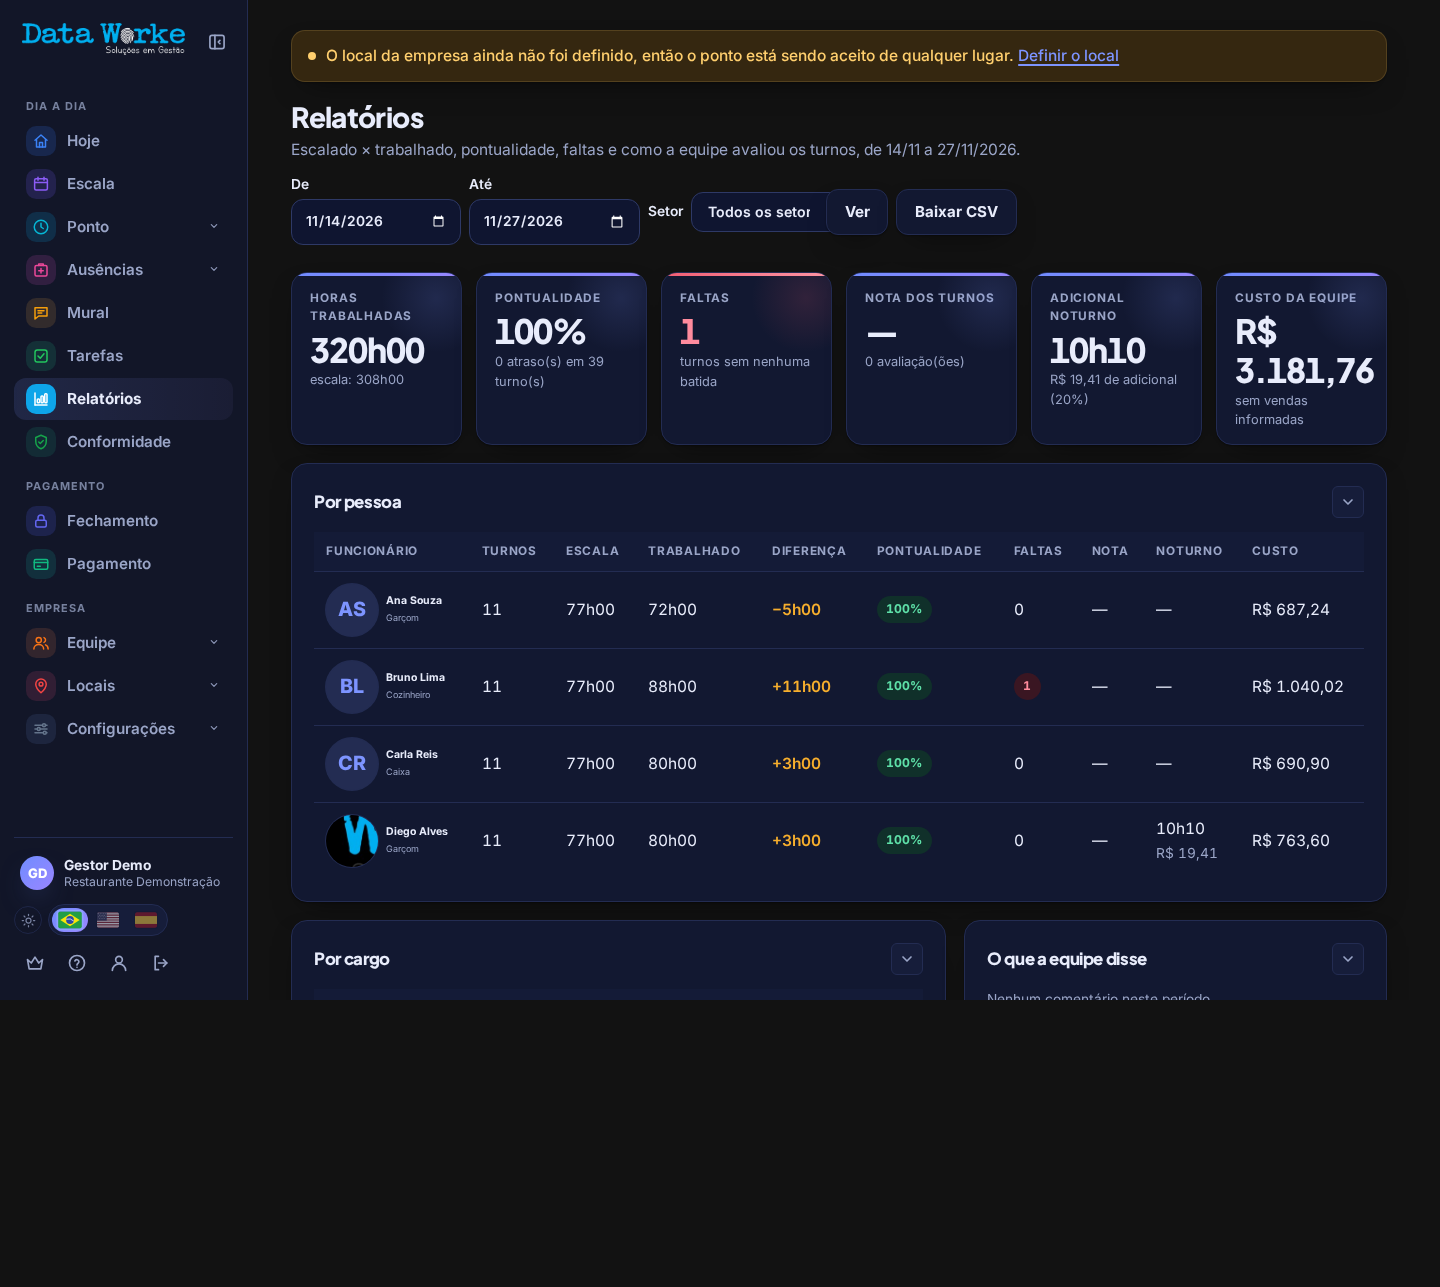 Data Worke
Soluções em Gestão
DIA A DIA
Hoje
Escala
Ponto
Ausências
Mural
Tarefas
Relatórios
Conformidade
PAGAMENTO
Fechamento
Pagamento
EMPRESA
Equipe
Locais
Configurações
GD
Gestor Demo
Restaurante Demonstração
O local da empresa ainda não foi definido, então o ponto está sendo aceito de qualquer lugar. Definir o local
Relatórios
Escalado × trabalhado, pontualidade, faltas e como a equipe avaliou os turnos, de 14/11 a 27/11/2026.
De
11/14/2026
Até
11/27/2026
Setor
Todos os setor
Ver
Baixar CSV
HORAS
TRABALHADAS
320h00
escala: 308h00
PONTUALIDADE
100%
0 atraso(s) em 39
turno(s)
FALTAS
1
turnos sem nenhuma
batida
NOTA DOS TURNOS
—
0 avaliação(ões)
ADICIONAL
NOTURNO
10h10
R$ 19,41 de adicional
(20%)
CUSTO DA EQUIPE
R$
3.181,76
sem vendas
informadas
Por pessoa
FUNCIONÁRIO TURNOS ESCALA TRABALHADO DIFERENÇA PONTUALIDADE FALTAS NOTA NOTURNO CUSTO
AS Ana Souza 11 77h00 72h00 −5h00 100% 0 — — R$ 687,24
Garçom
BL Bruno Lima 11 77h00 88h00 +11h00 100% 1 — — R$ 1.040,02
Cozinheiro
CR Carla Reis 11 77h00 80h00 +3h00 100% 0 — — R$ 690,90
Caixa
Diego Alves 11 77h00 80h00 +3h00 100% 0 — 10h10 R$ 763,60
Garçom R$ 19,41
Por cargo
O que a equipe disse
Nenhum comentário neste período